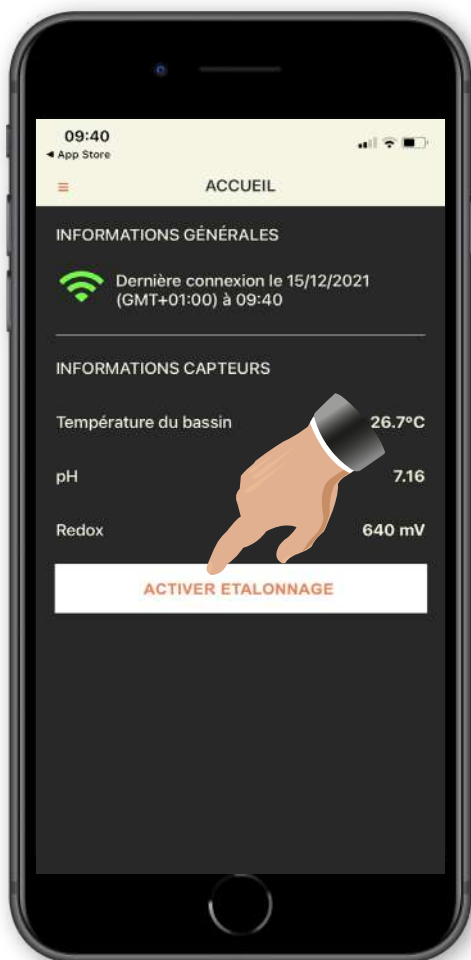 09:40
◄ App Store
ACCUEIL
INFORMATIONS GÉNÉRALES
Dernière connexion le 15/12/2021
(GMT+01:00) à 09:40
INFORMATIONS CAPTEURS
Température du bassin 26.7°C
pH 7.16
Redox 640 mV
ACTIVER ETALONNAGE